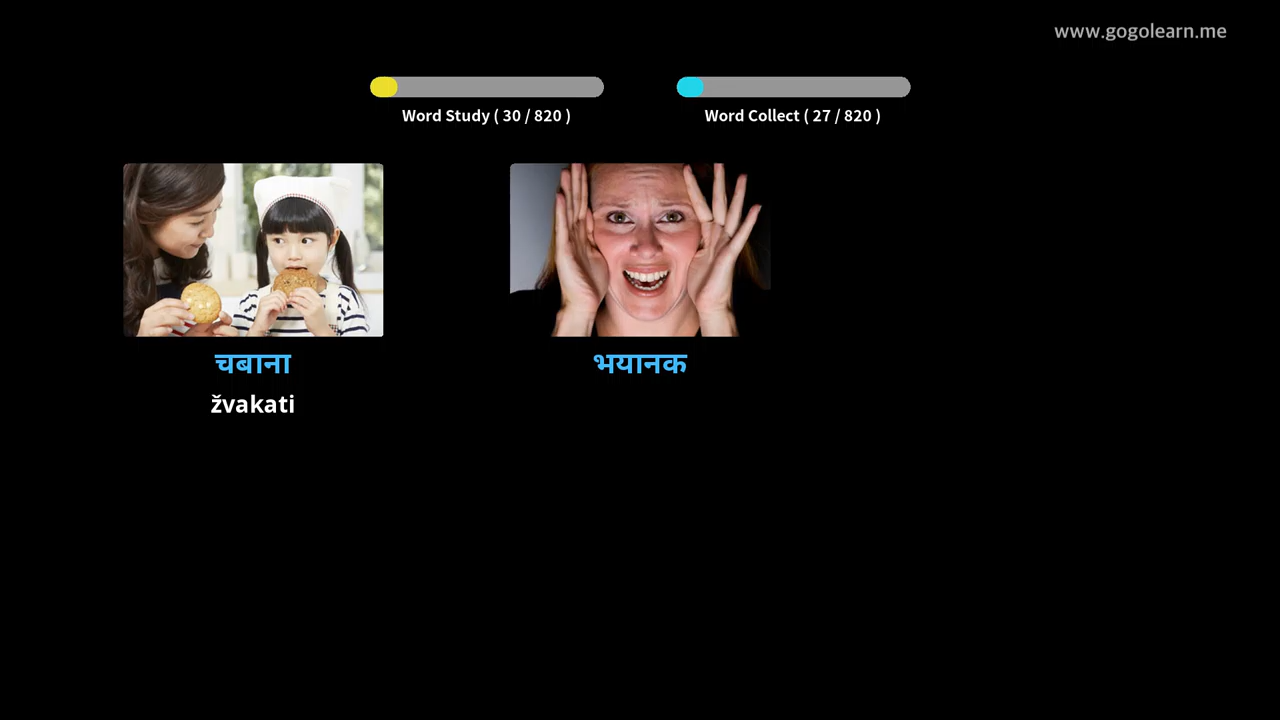 www.gogolearn.me
Word Study ( 30 / 820 )
Word Collect ( 27 / 820 )
चबाना
भयानक
žvakati